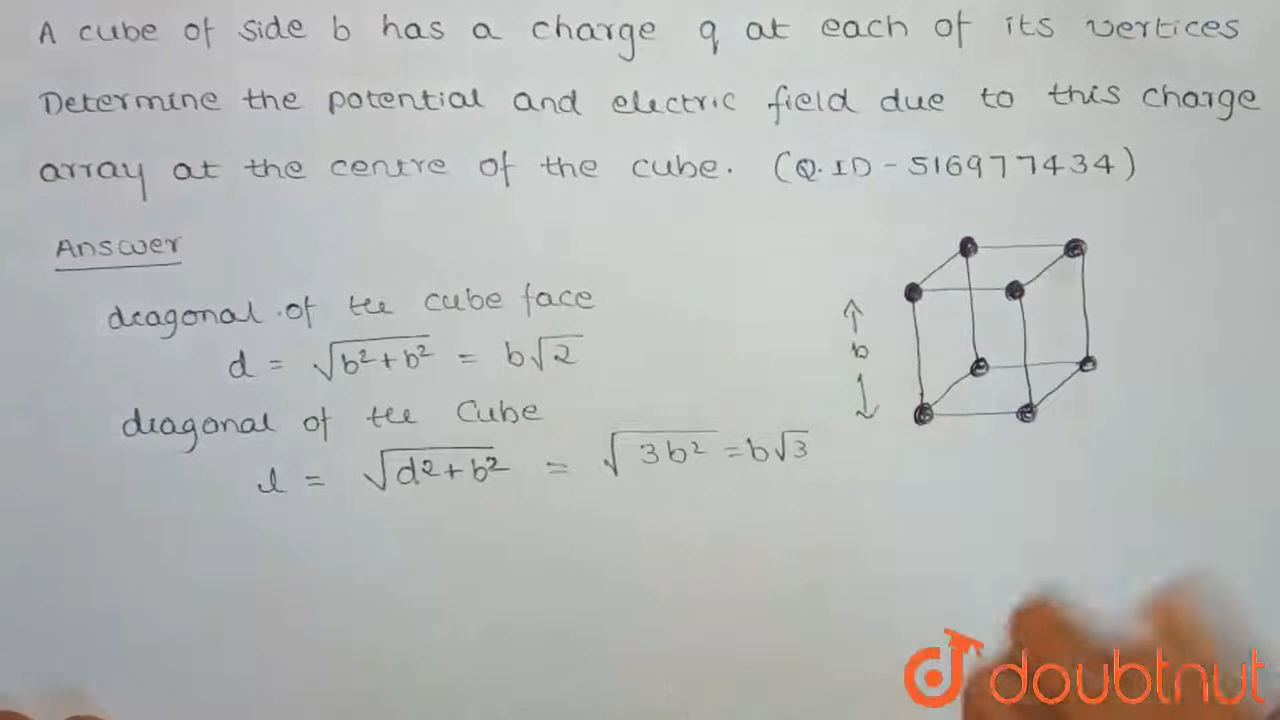 A cube of side b has a charge q at each of its vertices
Determine the potential and electric field due to this charge
array at the centre of the cube. (Q.ID - 516977434)
Answer
diagonal of the cube face
d = √b²+b² = b√2
diagonal of the Cube
l = √d²+b² = √3b² = b√3
b
doubtnut